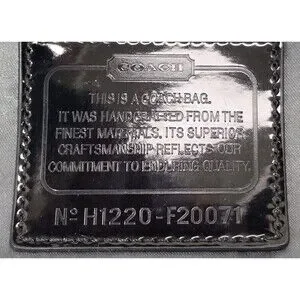 COACH
THIS IS A COACH BAG.
IT WAS HANDCRAFTED FROM THE
FINEST MATERIALS. ITS SUPERIOR
CRAFTSMANSHIP REFLECTS OUR
COMMITMENT TO ENDURING QUALITY.
Nº H1220-F20071